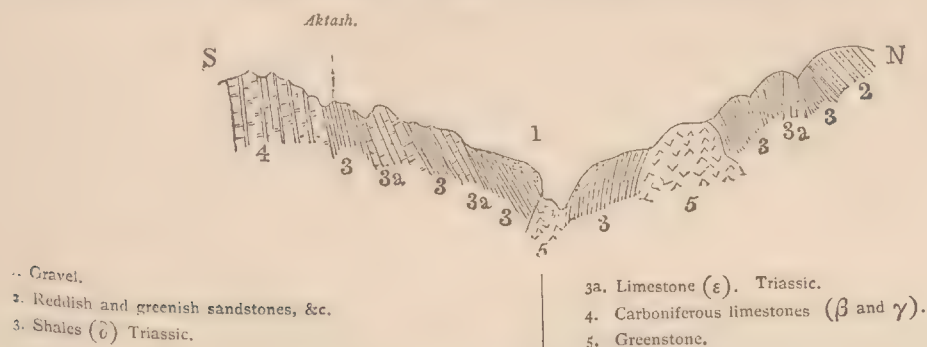 Aktash.
S
N
1
2
4
3
3
3a
3a
3
3
3a
3
3
5
5
.. Gravel.
2. Reddish and greenish sandstones, &c.
3. Shales (δ) Triassic.
3a. Limestone (ε). Triassic.
4. Carboniferous limestones (β and γ).
5. Greenstone.